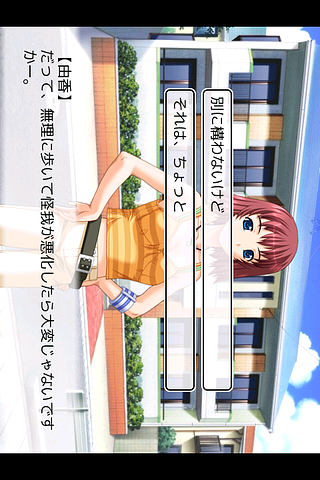 別に構わないけど
それは、ちょっと
【由香】
だって、無理に歩いて怪我が悪化したら大変じゃないです
かー。